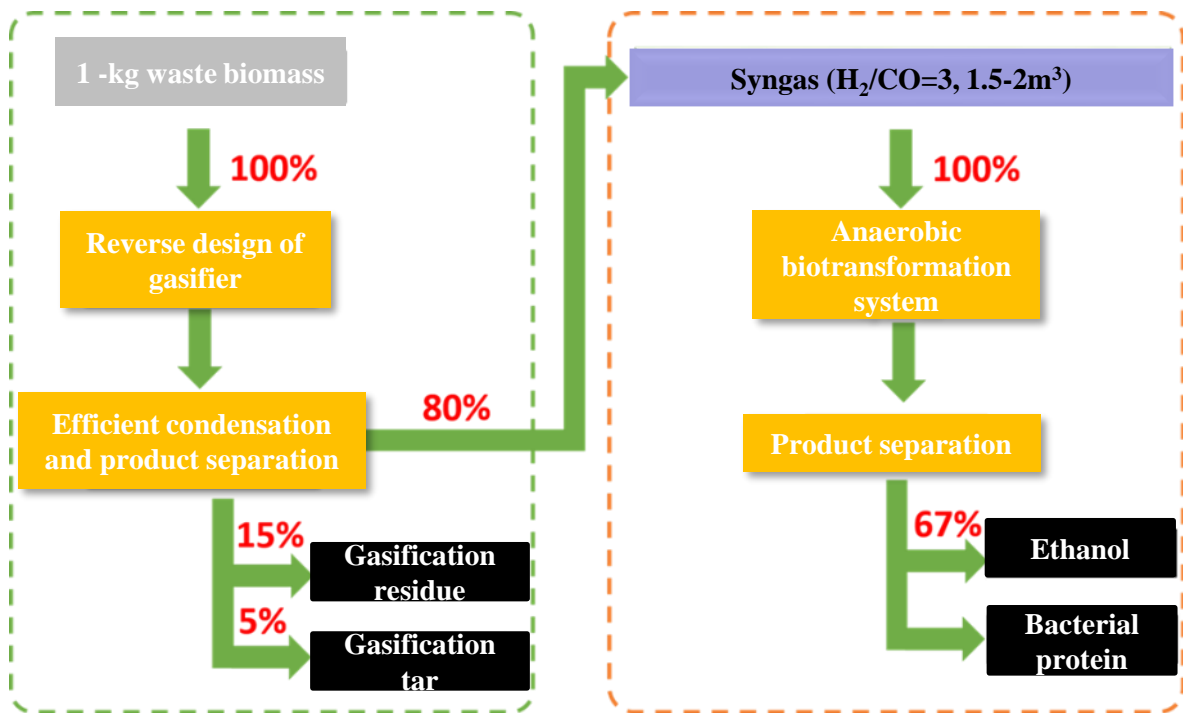 1 -kg waste biomass
100%
Reverse design of
gasifier
Efficient condensation
and product separation
80%
15%
Gasification
residue
5%
Gasification
tar
Syngas (H₂/CO=3, 1.5-2m³)
100%
Anaerobic
biotransformation
system
Product separation
67%
Ethanol
Bacterial
protein